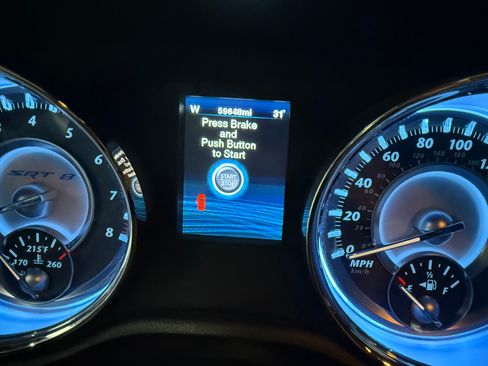 W 59648mi 31°
Press Brake
and
Push Button
to Start
START
STOP
3 4 5 6 7 8
SRT 8
215°F
170 260
0 20 40 60 80 100
MPH
km/h
½
E F